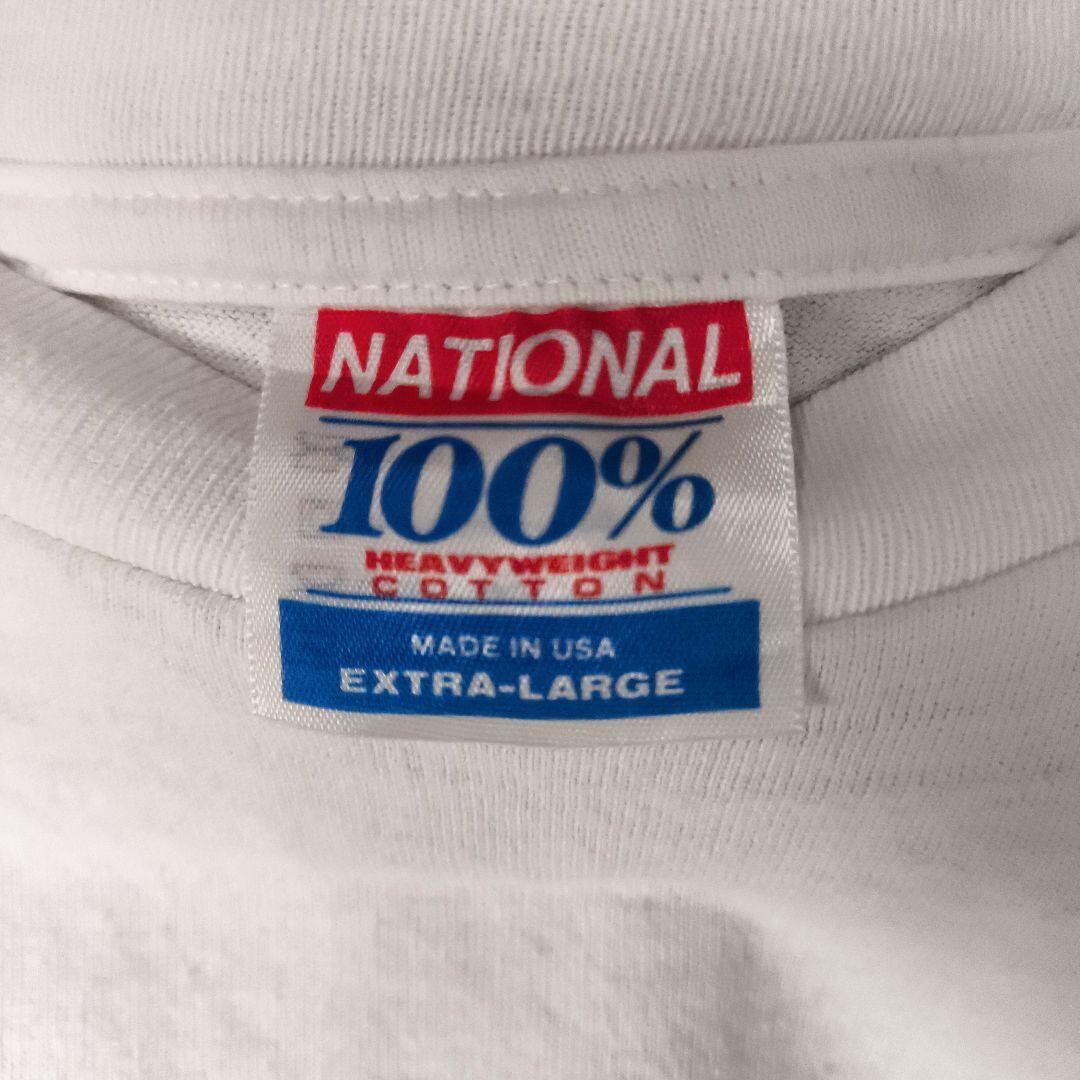 NATIONAL
100%
HEAVYWEIGHT
COTTON
MADE IN USA
EXTRA-LARGE